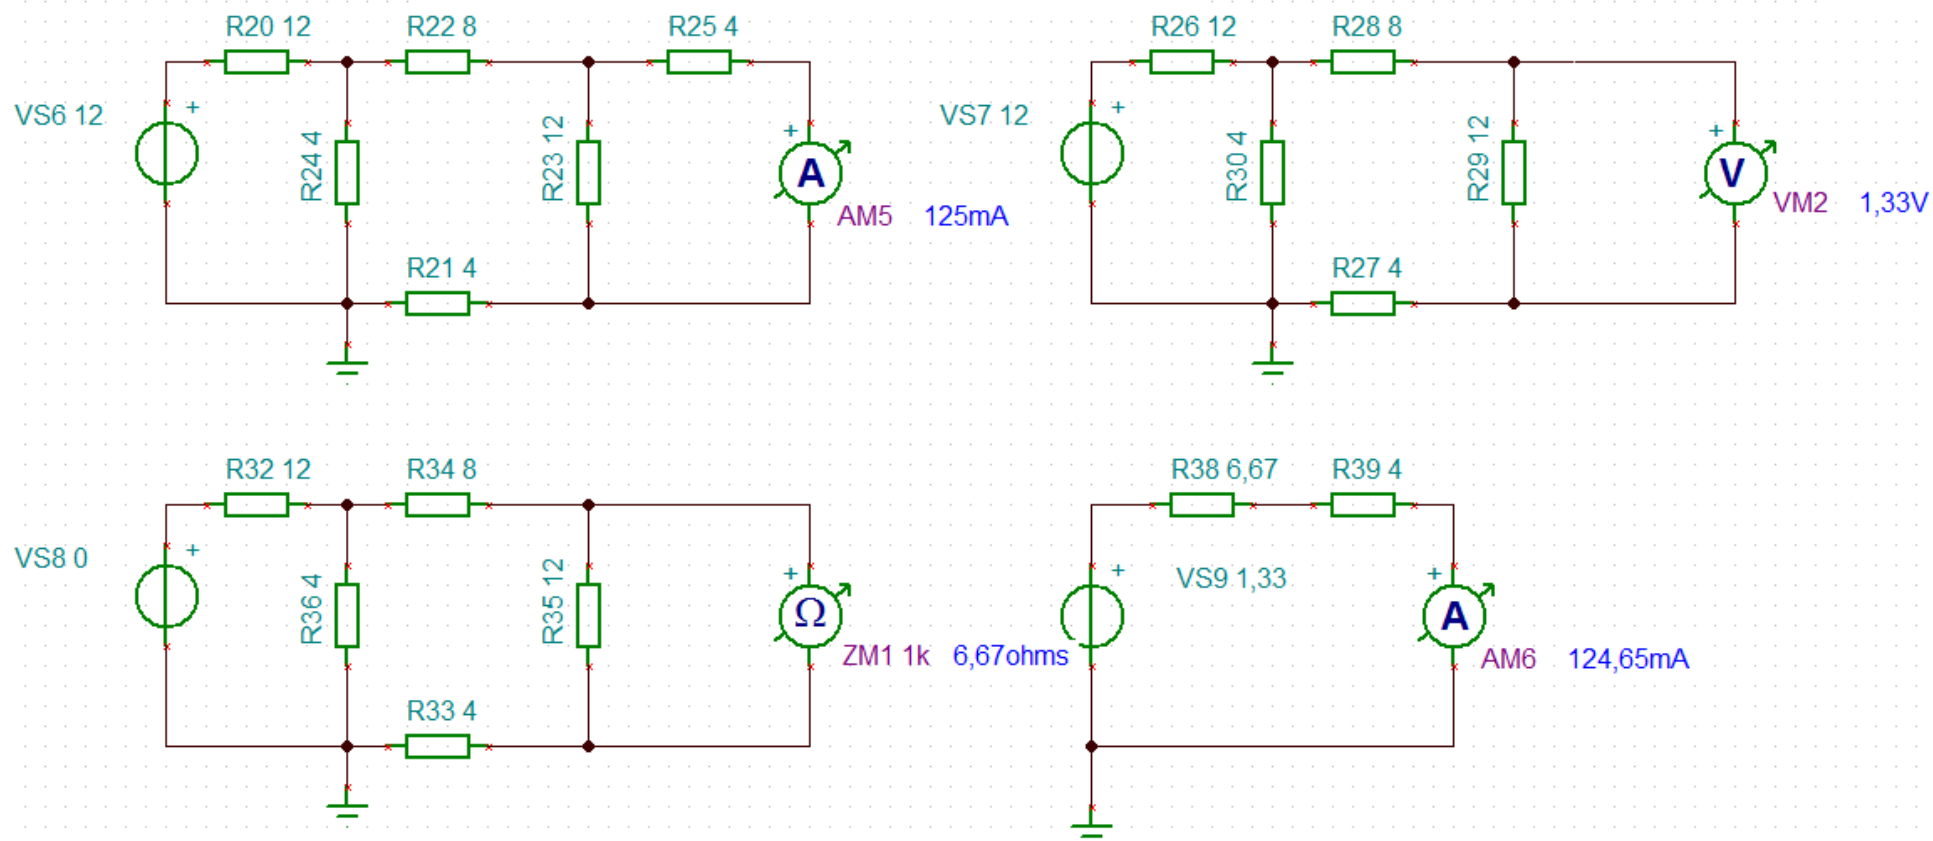 R20 12
R22 8
R25 4
VS6 12
+
R24 4
R23 12
+
A
AM5 125mA
R21 4
R26 12
R28 8
VS7 12
+
R30 4
R29 12
+
V
VM2 1,33V
R27 4
R32 12
R34 8
VS8 0
+
R36 4
R35 12
+
Ω
ZM1 1k 6,67ohms
R33 4
R38 6,67
R39 4
+
VS9 1,33
+
A
AM6 124,65mA